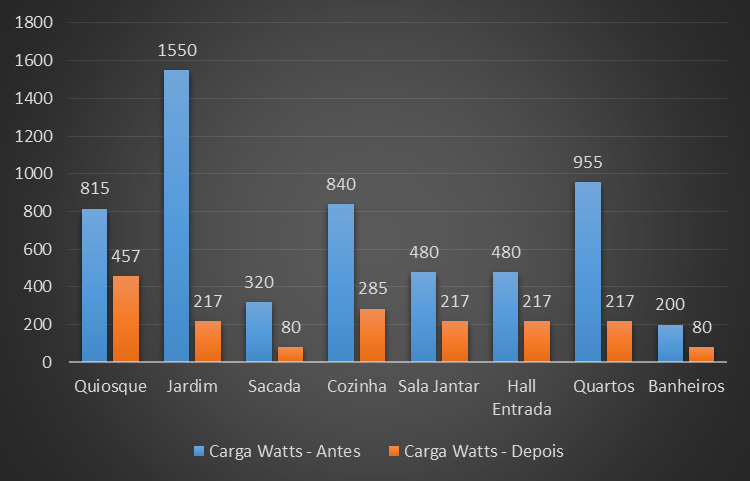 1800
1600
1400
1200
1000
800
600
400
200
0
815
457
1550
217
320
80
840
285
480
217
480
217
955
217
200
80
Quiosque
Jardim
Sacada
Cozinha
Sala Jantar
Hall
Entrada
Quartos
Banheiros
Carga Watts - Antes
Carga Watts - Depois